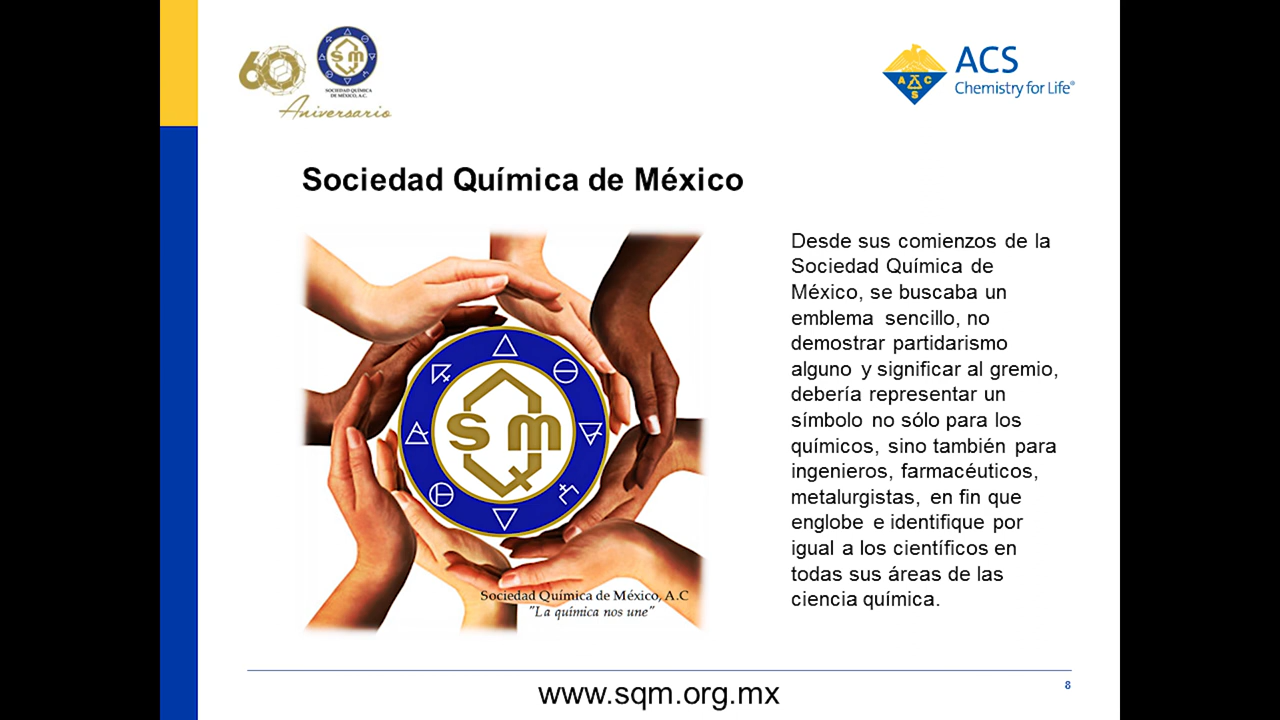 60
SMQ
SOCIEDAD QUÍMICA
DE MÉXICO, A.C.
Aniversario
ACS
A C S
Chemistry for Life®
Sociedad Química de México
Desde sus comienzos de la
Sociedad Química de
México, se buscaba un
emblema sencillo, no
demostrar partidarismo
alguno y significar al gremio,
debería representar un
símbolo no sólo para los
químicos, sino también para
ingenieros, farmacéuticos,
metalurgistas, en fin que
englobe e identifique por
igual a los científicos en
todas sus áreas de las
ciencia química.
S M
Q
Sociedad Química de México, A.C
"La química nos une"
www.sqm.org.mx
8